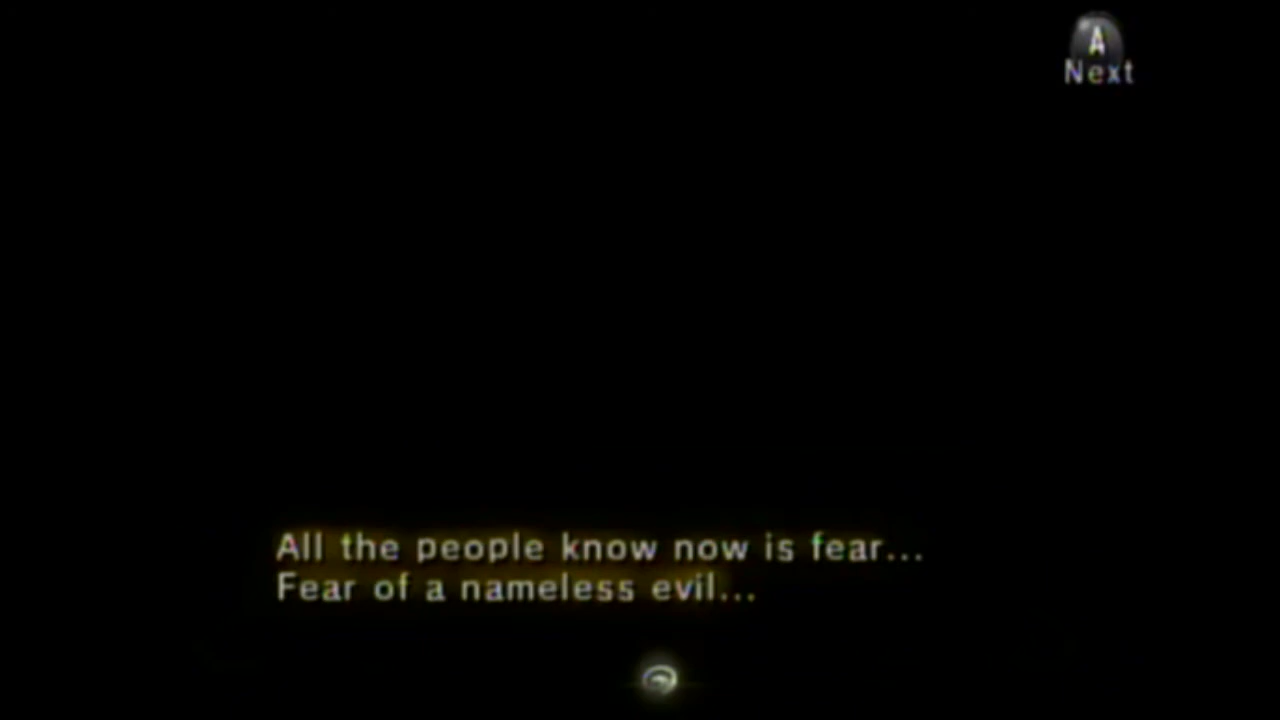 A
Next
All the people know now is fear...
Fear of a nameless evil...